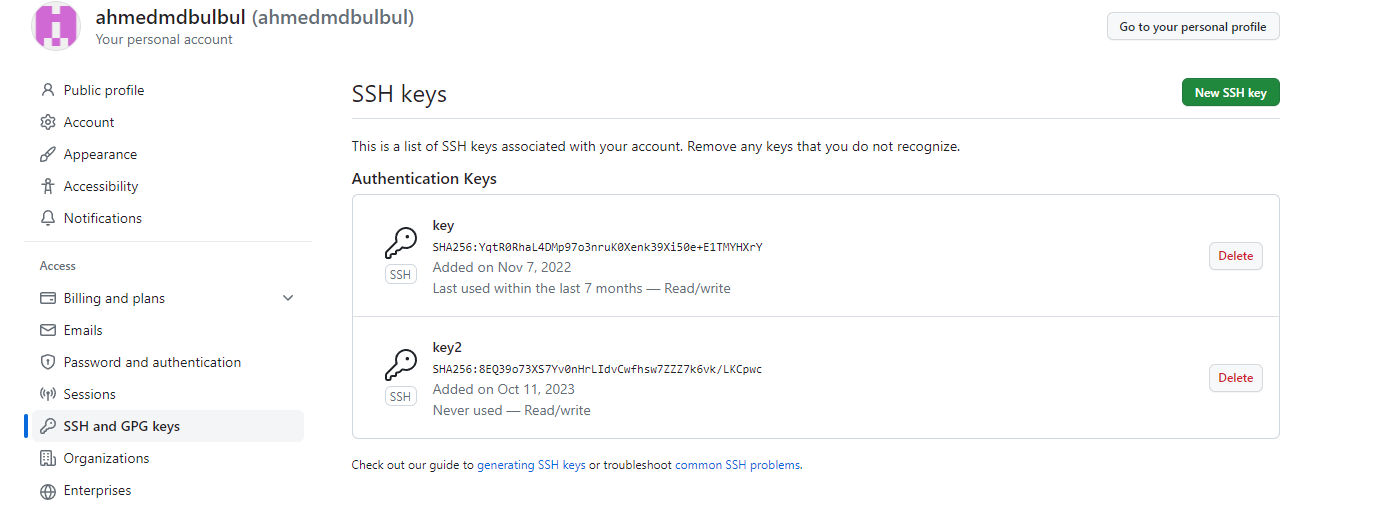 ahmedmdbulbul (ahmedmdbulbul)
Your personal account
Go to your personal profile
Public profile
Account
Appearance
Accessibility
Notifications
Access
Billing and plans
Emails
Password and authentication
Sessions
SSH and GPG keys
Organizations
Enterprises
SSH keys
New SSH key
This is a list of SSH keys associated with your account. Remove any keys that you do not recognize.
Authentication Keys
key
SHA256:YqtR0RhaL4DMp97o3nruK0Xenk39Xi50e+E1TMYHXrY
SSH
Added on Nov 7, 2022
Last used within the last 7 months — Read/write
Delete
key2
SHA256:8EQ39o73XS7Yv0nHrLIdvCwfhsw7ZZZ7k6vk/LKCpwc
SSH
Added on Oct 11, 2023
Never used — Read/write
Delete
Check out our guide to generating SSH keys or troubleshoot common SSH problems.